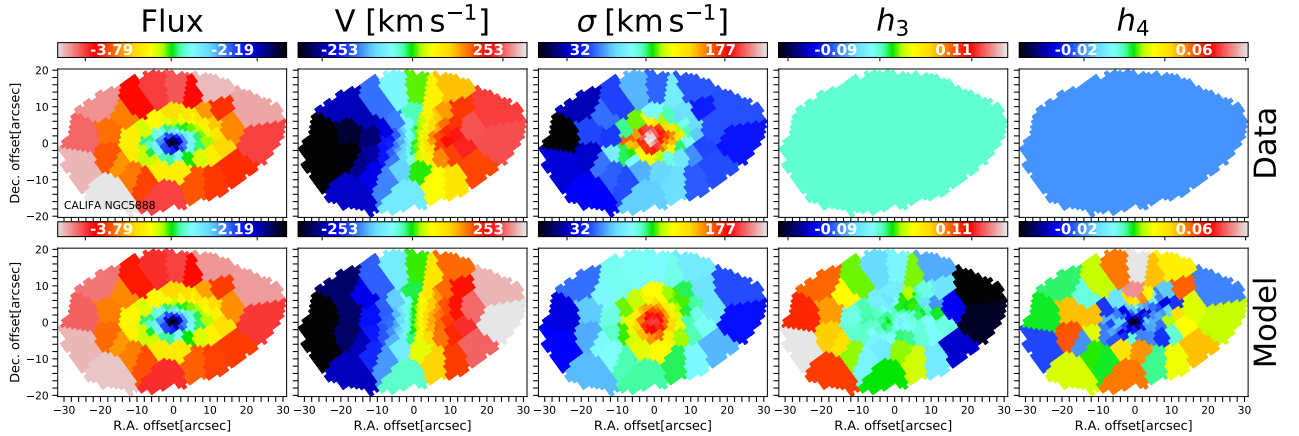 Flux V [km s⁻¹] σ [km s⁻¹] h₃ h₄
-3.79 -2.19 -253 253 32 177 -0.09 0.11 -0.02 0.06
20
10
0
−10
−20
Dec. offset[arcsec]
CALIFA NGC5888
Data
-3.79 -2.19 -253 253 32 177 -0.09 0.11 -0.02 0.06
20
10
0
−10
−20
Dec. offset[arcsec]
Model
−30 −20 −10 0 10 20 30 −30 −20 −10 0 10 20 30 −30 −20 −10 0 10 20 30 −30 −20 −10 0 10 20 30 −30 −20 −10 0 10 20 30
R.A. offset[arcsec] R.A. offset[arcsec] R.A. offset[arcsec] R.A. offset[arcsec] R.A. offset[arcsec]